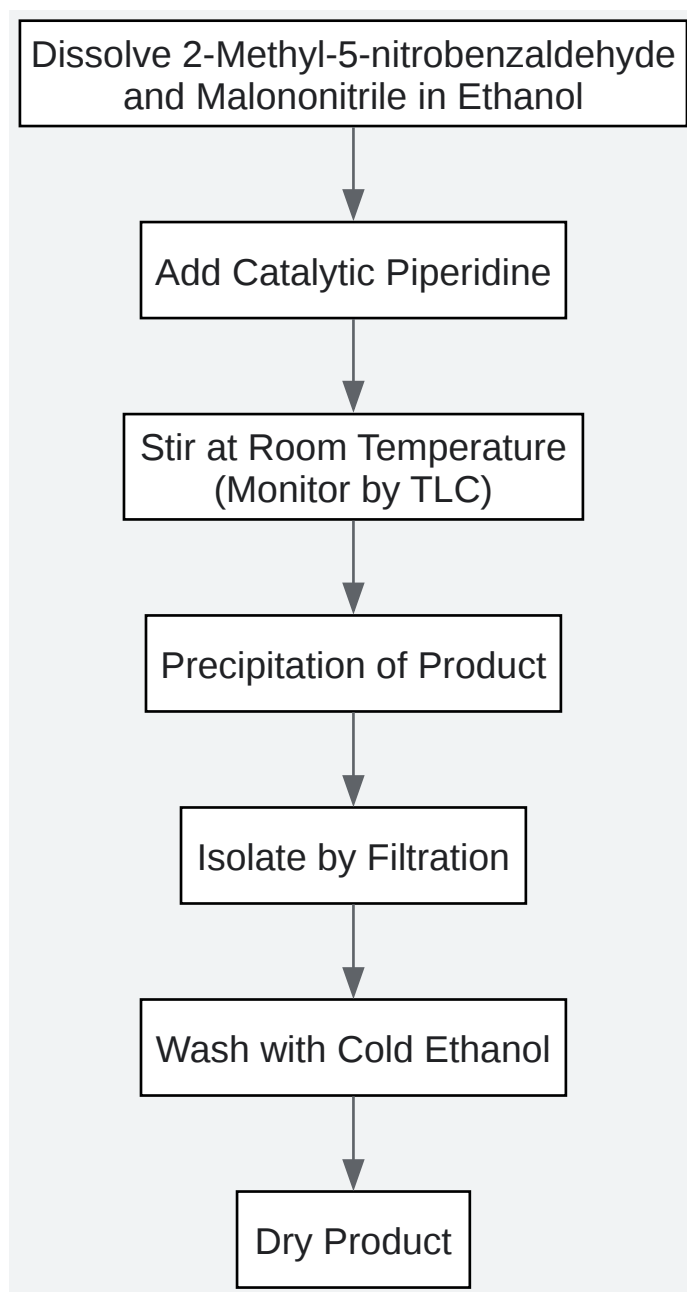 Dissolve 2-Methyl-5-nitrobenzaldehyde
and Malononitrile in Ethanol
Add Catalytic Piperidine
Stir at Room Temperature
(Monitor by TLC)
Precipitation of Product
Isolate by Filtration
Wash with Cold Ethanol
Dry Product